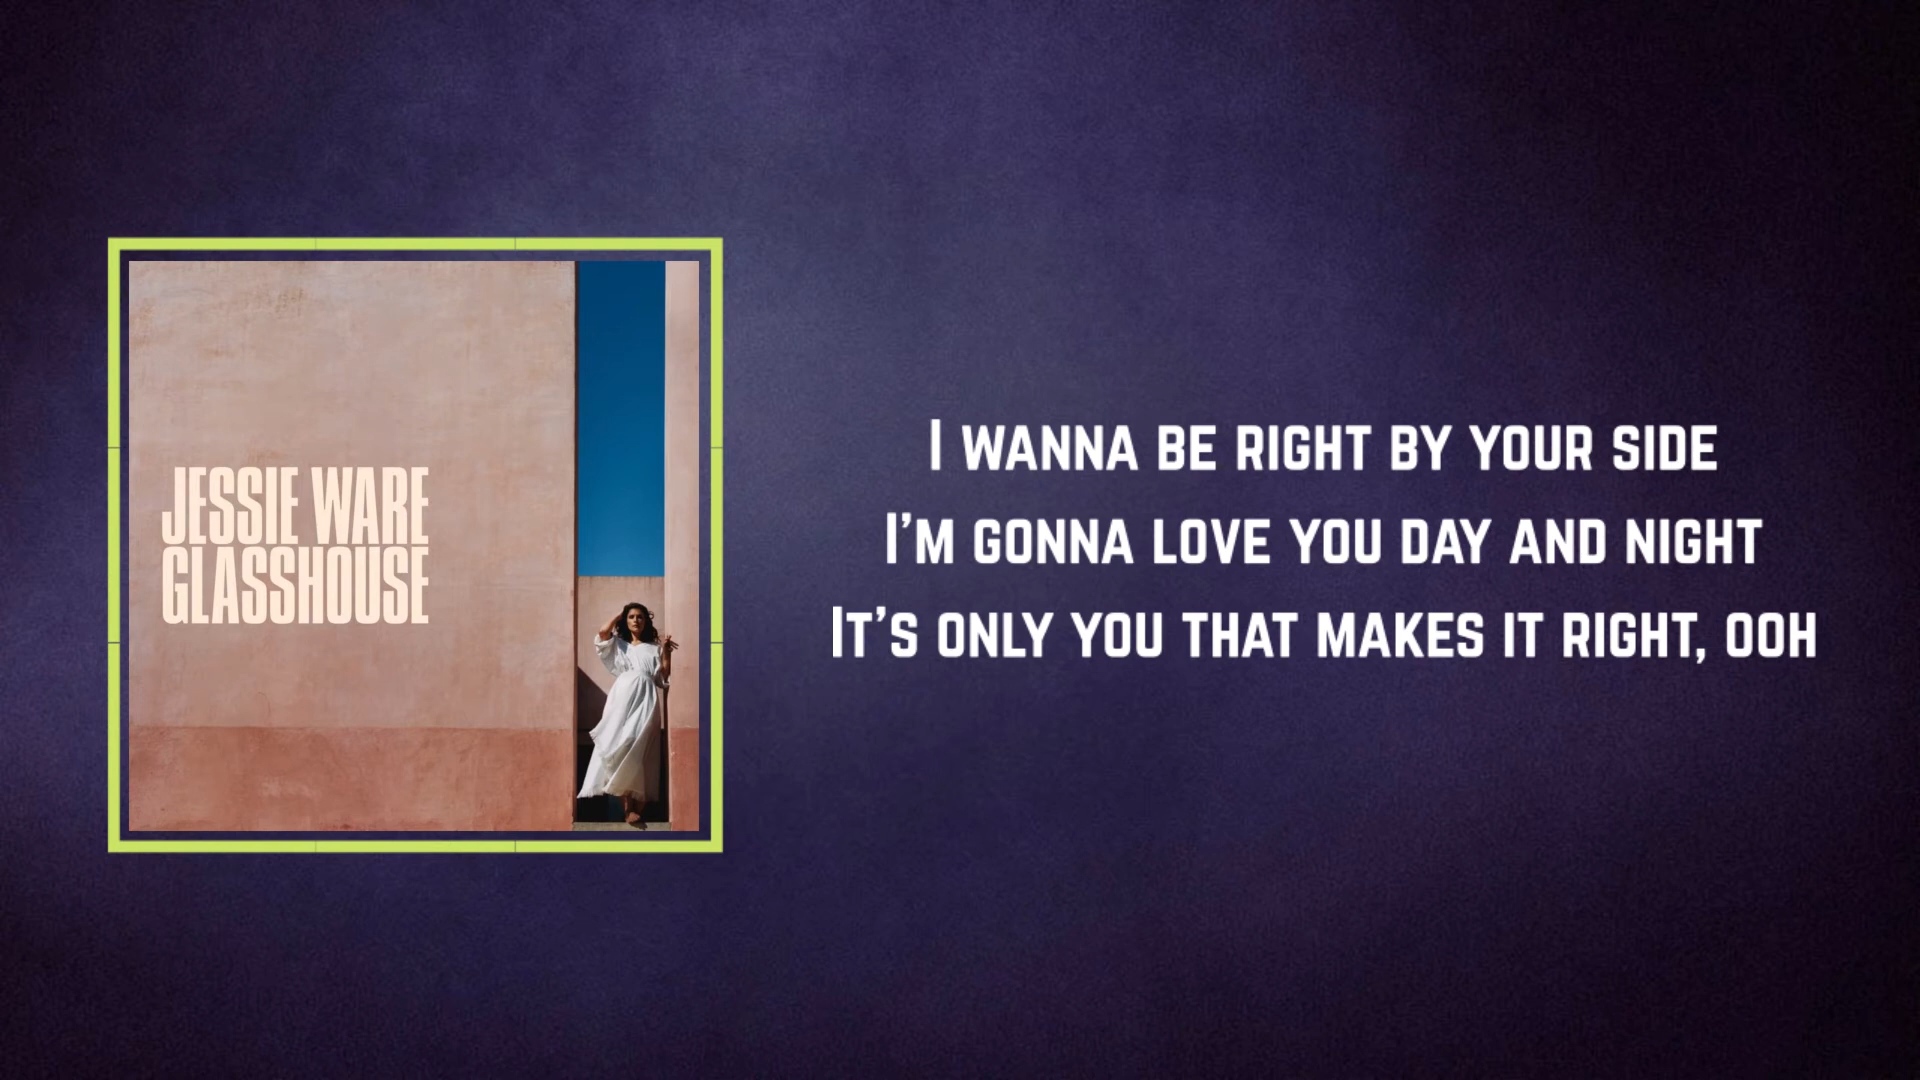 JESSIE WARE
GLASSHOUSE
I WANNA BE RIGHT BY YOUR SIDE
I'M GONNA LOVE YOU DAY AND NIGHT
IT'S ONLY YOU THAT MAKES IT RIGHT, OOH